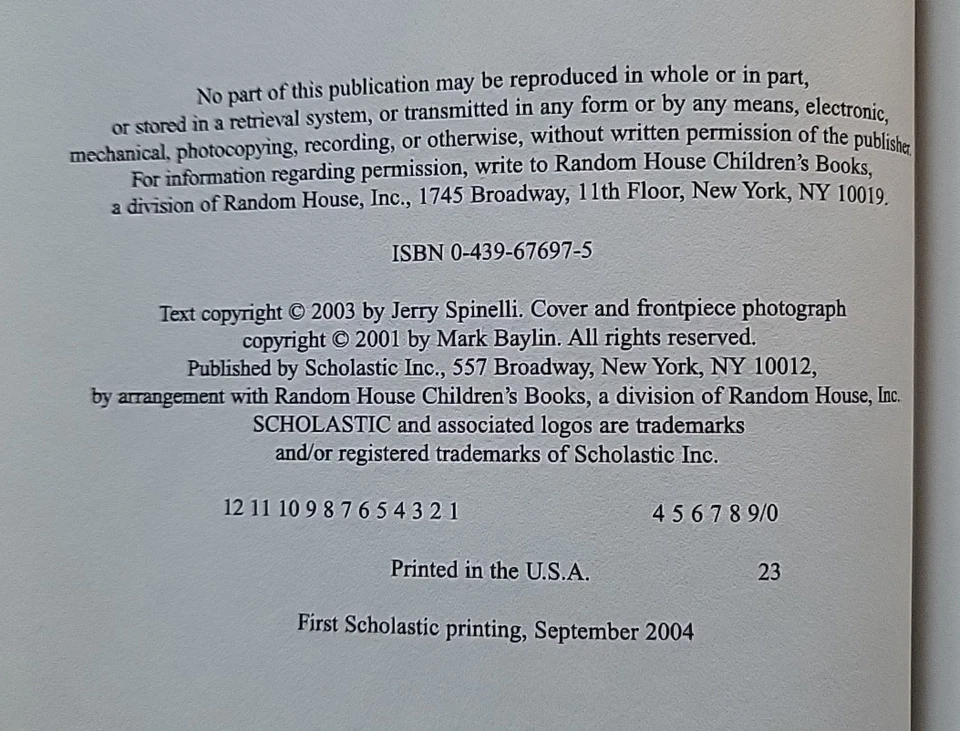 No part of this publication may be reproduced in whole or in part,
or stored in a retrieval system, or transmitted in any form or by any means, electronic,
mechanical, photocopying, recording, or otherwise, without written permission of the publisher.
For information regarding permission, write to Random House Children’s Books,
a division of Random House, Inc., 1745 Broadway, 11th Floor, New York, NY 10019.
ISBN 0-439-67697-5
Text copyright © 2003 by Jerry Spinelli. Cover and frontpiece photograph
copyright © 2001 by Mark Baylin. All rights reserved.
Published by Scholastic Inc., 557 Broadway, New York, NY 10012,
by arrangement with Random House Children’s Books, a division of Random House, Inc.
SCHOLASTIC and associated logos are trademarks
and/or registered trademarks of Scholastic Inc.
12 11 10 9 8 7 6 5 4 3 2 1 4 5 6 7 8 9/0
Printed in the U.S.A. 23
First Scholastic printing, September 2004